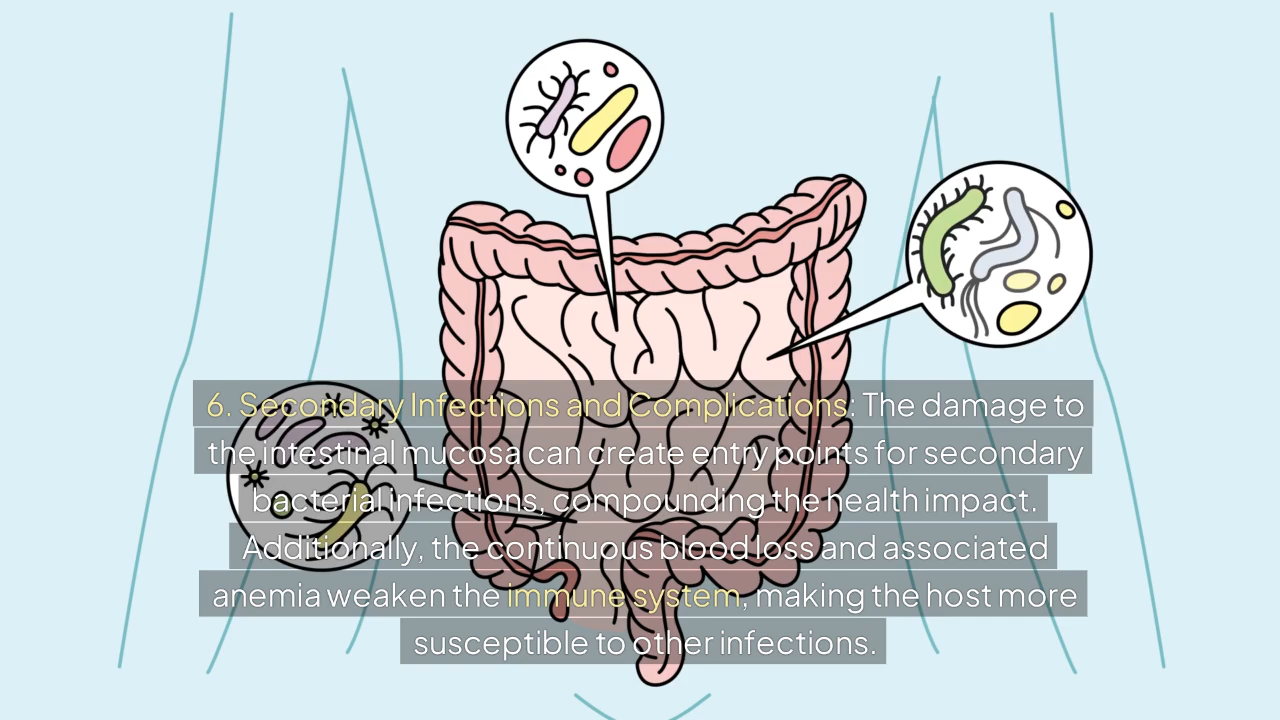 6. Secondary Infections and Complications: The damage to
the intestinal mucosa can create entry points for secondary
bacterial infections, compounding the health impact.
Additionally, the continuous blood loss and associated
anemia weaken the immune system, making the host more
susceptible to other infections.